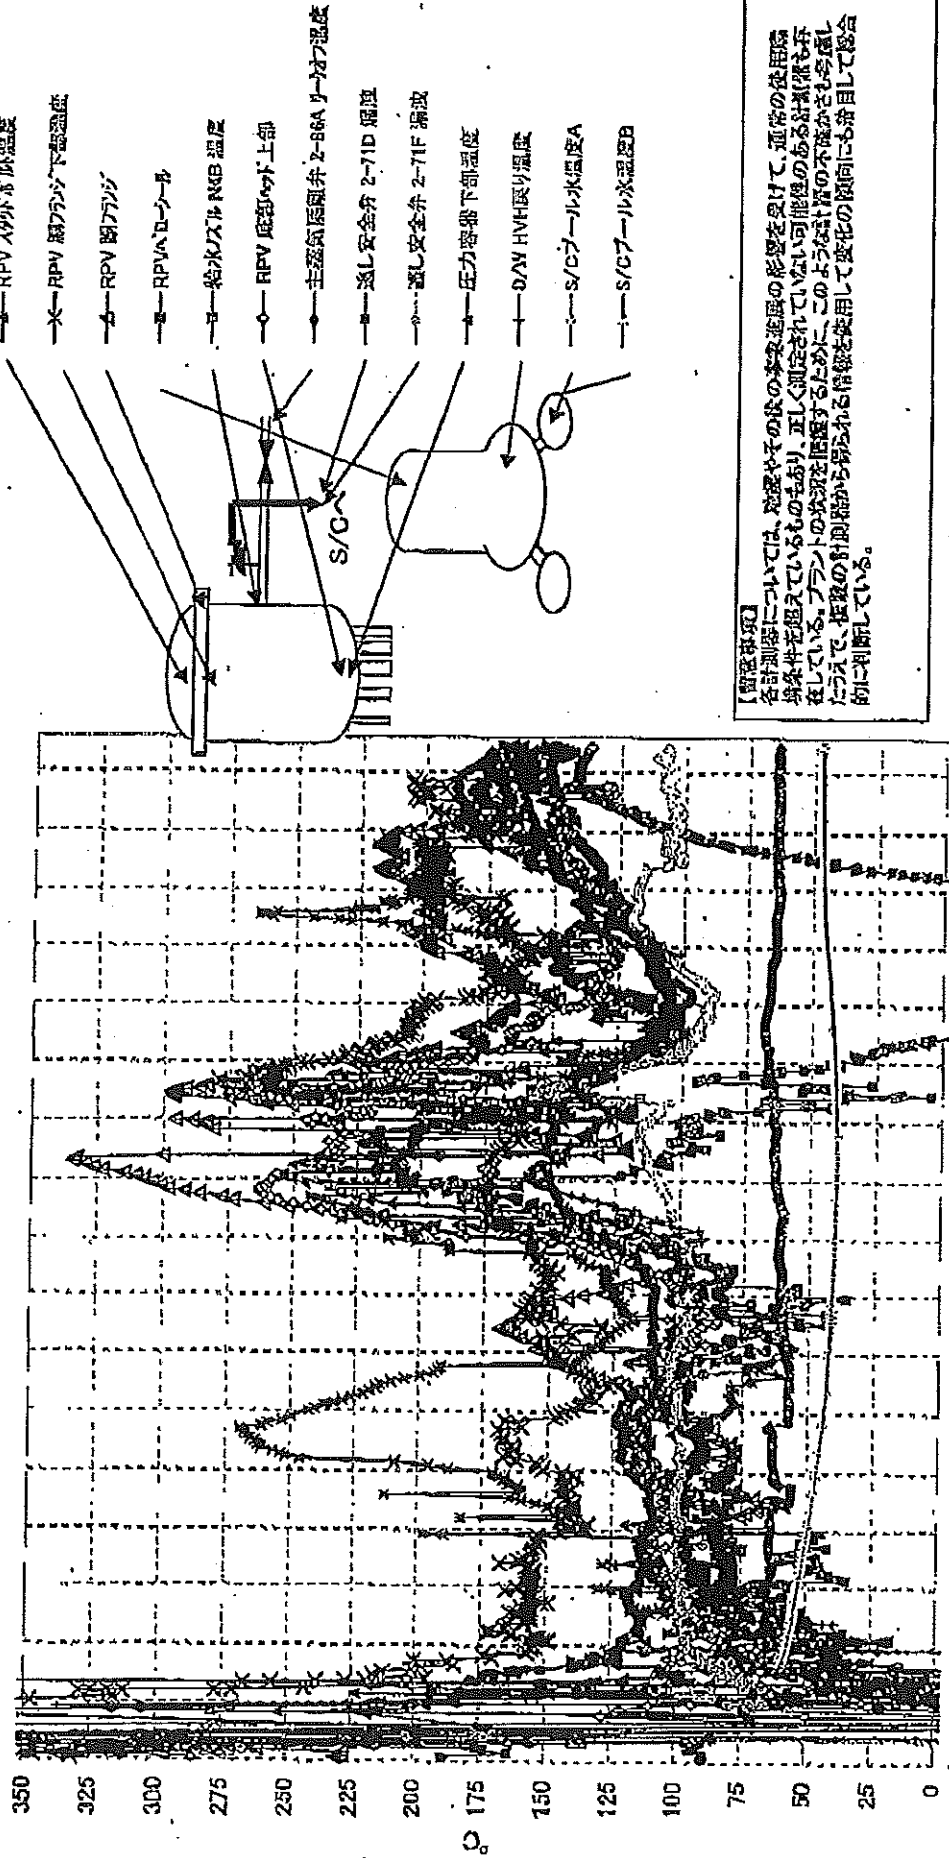 RPV スタットボルト温度
RPV 胴フランジ下部温度
RPV 胴フランジ
RPVベローシール
給水ノズル N4B 温度
RPV 底部ヘッド上部
主蒸気隔離弁 2-86A リークオフ温度
逃し安全弁 2-71D 漏洩
逃し安全弁 2-71F 漏洩
圧力容器下部温度
D/W HVH戻り温度
S/Cプール水温度A
S/Cプール水温度B
S/Cへ
【留意事項】
各計測器については、地震やその後の事象進展の影響を受けて、通常の使用環
境条件を超えているものもあり、正しく測定されていない可能性のある計測器も存
在している。プラントの状況を把握するために、このような計器の不確かさも考慮し
たうえで、複数の計測器から得られる情報を使用して変化の傾向にも着目して総合
的に判断している。
350
325
300
275
250
225
200
175
150
125
100
75
50
25
0
℃